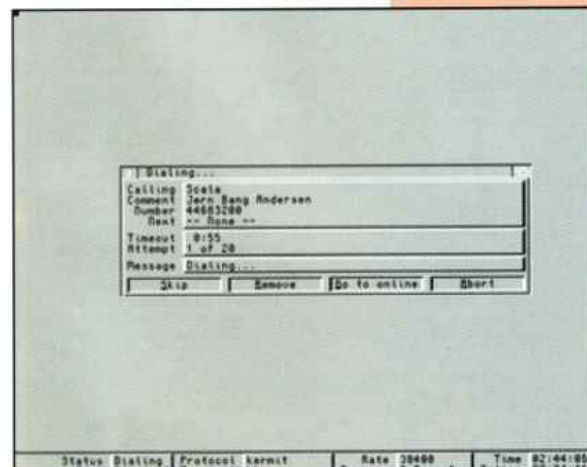 Dialing...
Calling Scala
Comment Jørn Bang Andersen
Number 44663200
Next -- None --
Timeout 0:55
Attempt 1 of 20
Message Dialing...
Skip Remove Go to online Abort
Status Dialing Protocol kermit Rate 38400 Time 02:44:05